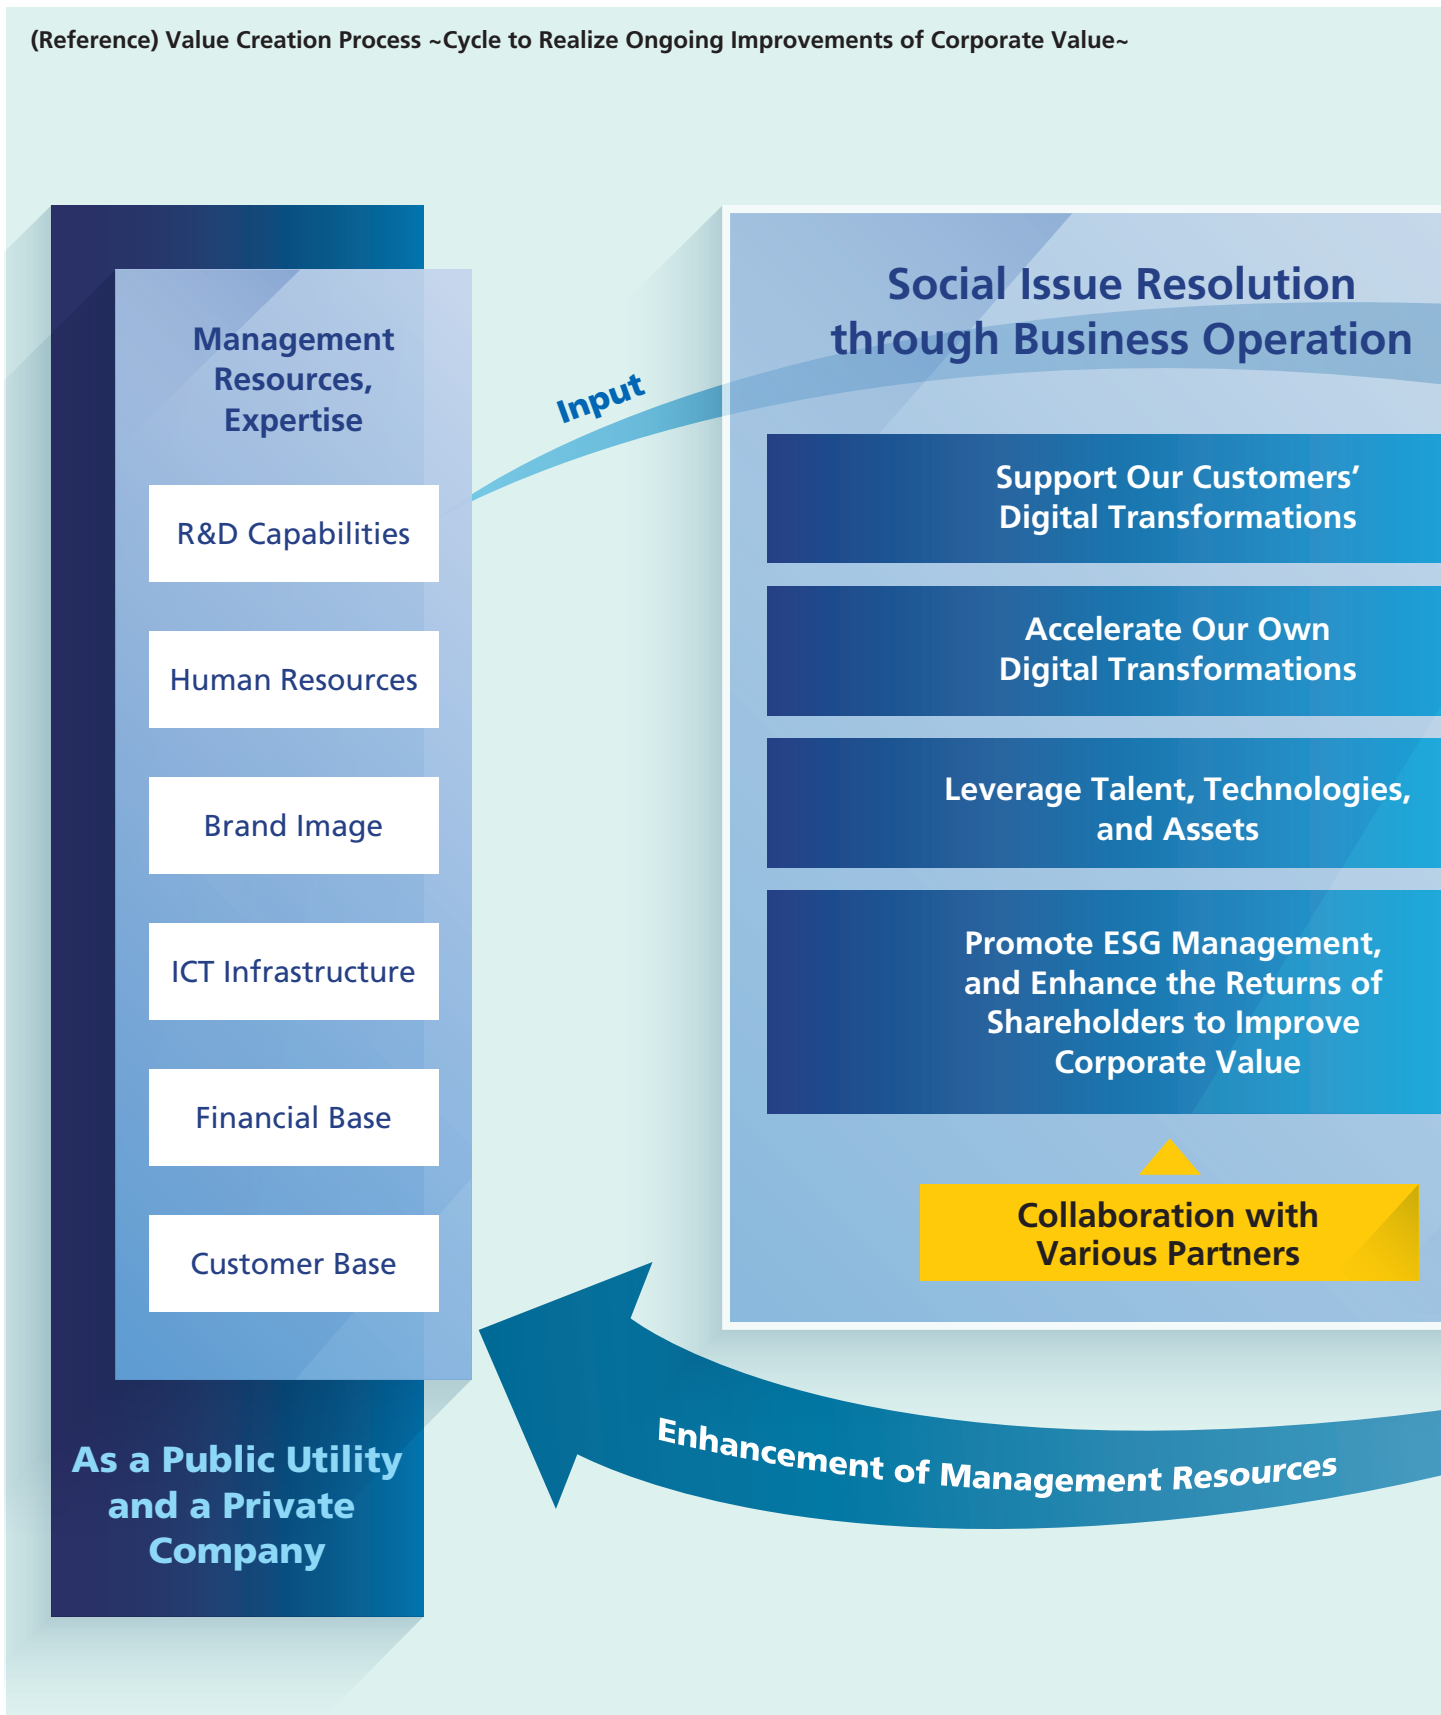 (Reference) Value Creation Process ~Cycle to Realize Ongoing Improvements of Corporate Value~
Management
Resources,
Expertise
R&D Capabilities
Human Resources
Brand Image
ICT Infrastructure
Financial Base
Customer Base
As a Public Utility
and a Private
Company
Input
Social Issue Resolution
through Business Operation
Support Our Customers’
Digital Transformations
Accelerate Our Own
Digital Transformations
Leverage Talent, Technologies,
and Assets
Promote ESG Management,
and Enhance the Returns of
Shareholders to Improve
Corporate Value
Collaboration with
Various Partners
Enhancement of Management Resources